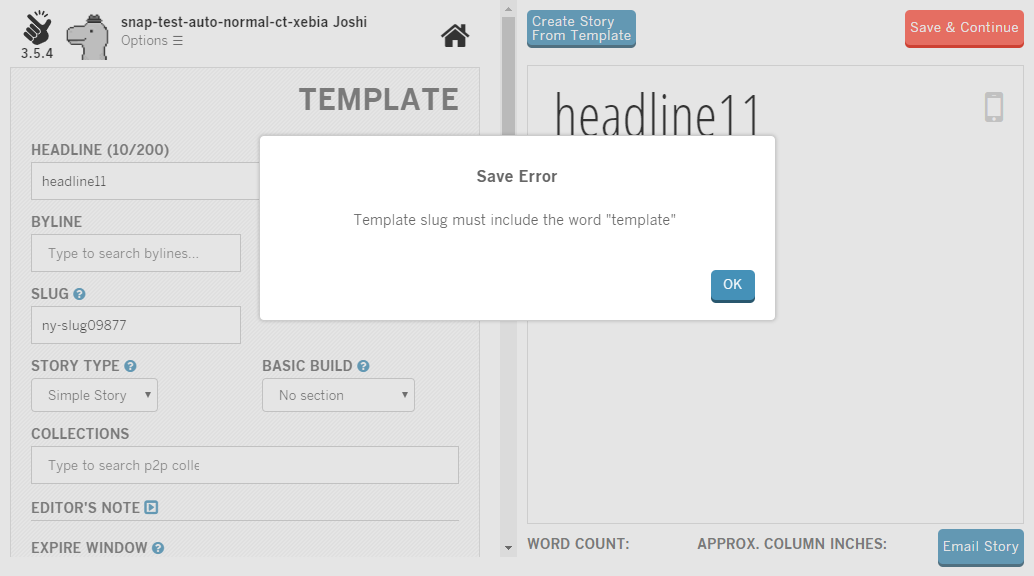 snap-test-auto-normal-ct-xebia Joshi
Options ☰
3.5.4
TEMPLATE
HEADLINE (10/200)
headline11
BYLINE
Type to search bylines...
SLUG ?
ny-slug09877
STORY TYPE ?
BASIC BUILD ?
Simple Story
No section
COLLECTIONS
Type to search p2p colle
EDITOR'S NOTE
EXPIRE WINDOW ?
Create Story
From Template
Save & Continue
headline11
Save Error
Template slug must include the word "template"
OK
WORD COUNT:
APPROX. COLUMN INCHES:
Email Story